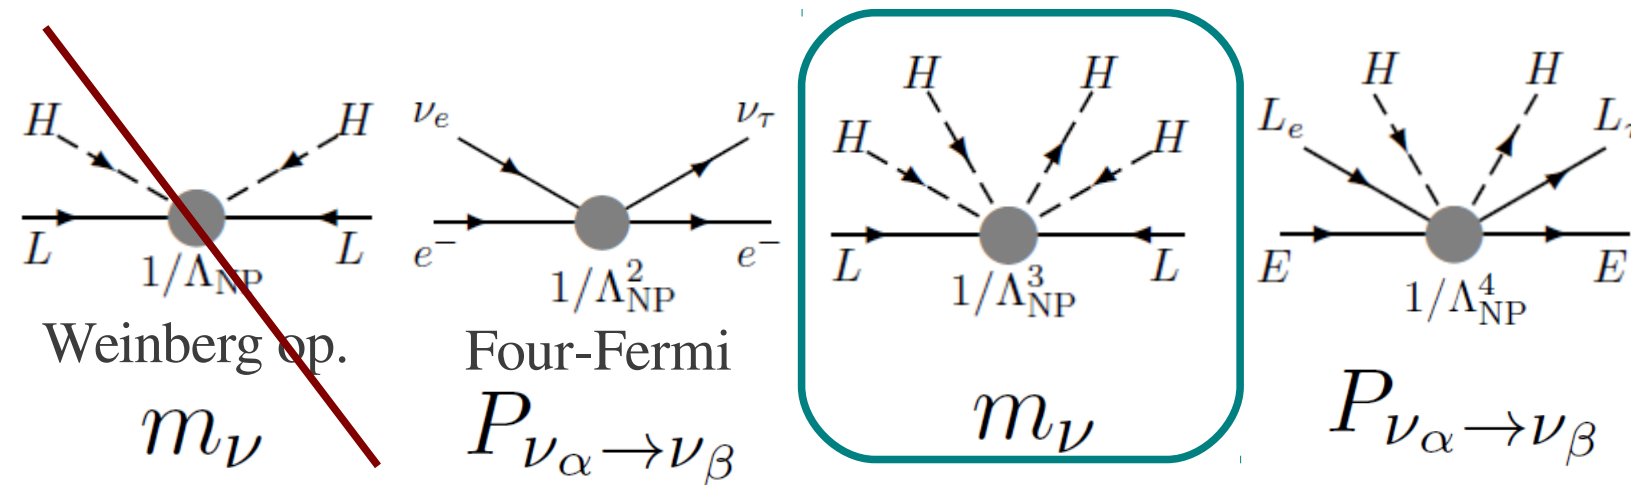 H H
L L
1/Λ_NP
Weinberg op.
m_ν
ν_e ν_τ
e⁻ e⁻
1/Λ²_NP
Four-Fermi
P_{ν_α→ν_β}
H H
H H
L L
1/Λ³_NP
m_ν
H H
L_e L
E E
1/Λ⁴_NP
P_{ν_α→ν_β}